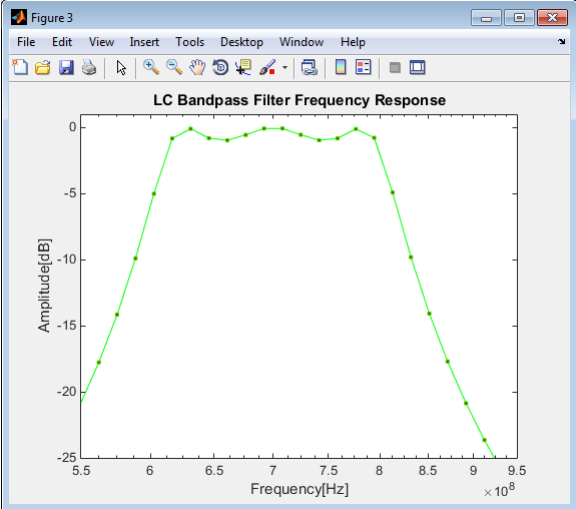 Figure 3
File Edit View Insert Tools Desktop Window Help
LC Bandpass Filter Frequency Response
0
-5
-10
-15
-20
-25
Amplitude[dB]
5.5 6 6.5 7 7.5 8 8.5 9 9.5
Frequency[Hz]
×10⁸